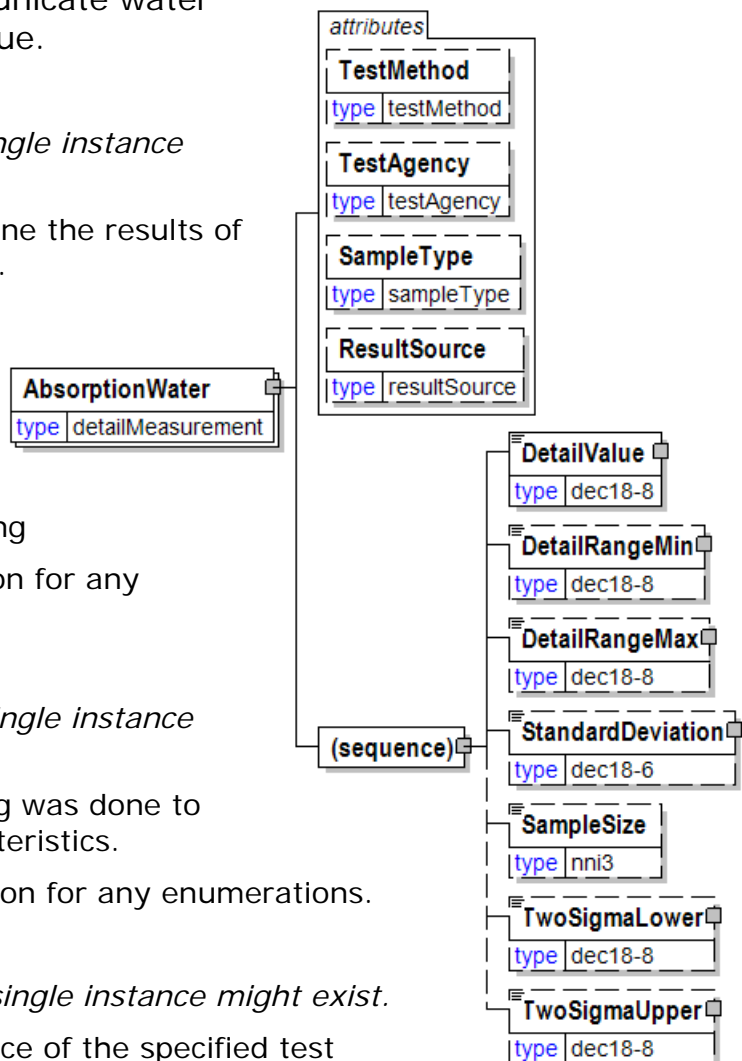 unicate water
ue.
ngle instance
ne the results of
.
ng
on for any
ingle instance
g was done to
teristics.
on for any enumerations.
single instance might exist.
ce of the specified test
attributes
TestMethod
type testMethod
TestAgency
type testAgency
SampleType
type sampleType
ResultSource
type resultSource
AbsorptionWater
type detailMeasurement
(sequence)
DetailValue
type dec18-8
DetailRangeMin
type dec18-8
DetailRangeMax
type dec18-8
StandardDeviation
type dec18-6
SampleSize
type nni3
TwoSigmaLower
type dec18-8
TwoSigmaUpper
type dec18-8